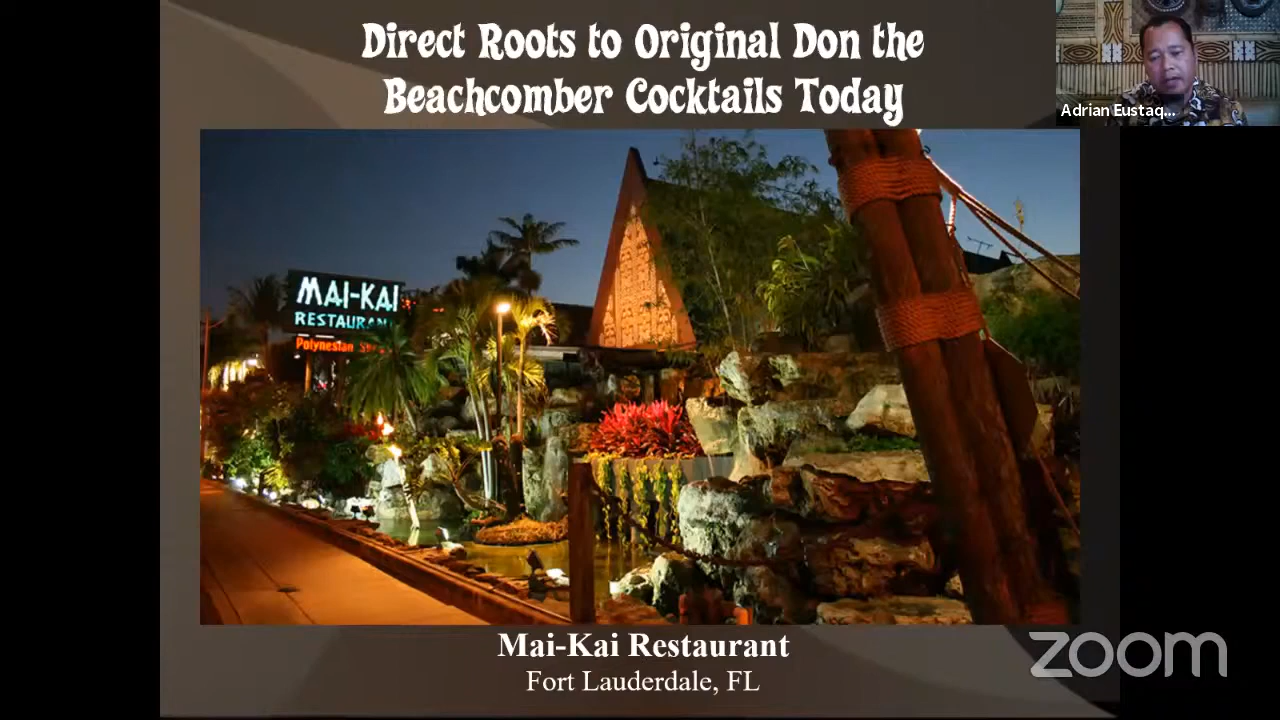 Direct Roots to Original Don the
Beachcomber Cocktails Today
Adrian Eustaq...
MAI-KAI
RESTAURANT
Polynesian
Mai-Kai Restaurant
Fort Lauderdale, FL
zoom